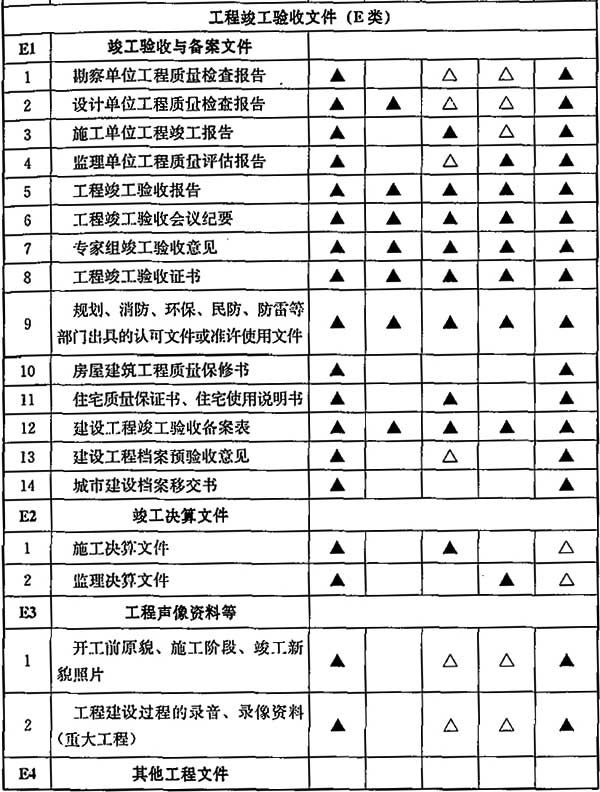 工程竣工验收文件（E 类）
E1 竣工验收与备案文件
1 勘察单位工程质量检查报告 ▲ △ △ ▲
2 设计单位工程质量检查报告 ▲ ▲ △ △ ▲
3 施工单位工程竣工报告 ▲ ▲ △ ▲
4 监理单位工程质量评估报告 ▲ △ ▲ ▲
5 工程竣工验收报告 ▲ ▲ ▲ ▲ ▲
6 工程竣工验收会议纪要 ▲ ▲ ▲ ▲ ▲
7 专家组竣工验收意见 ▲ ▲ ▲ ▲ ▲
8 工程竣工验收证书 ▲ ▲ ▲ ▲ ▲
9 规划、消防、环保、民防、防雷等
部门出具的认可文件或准许使用文件 ▲ ▲ ▲ ▲ ▲
10 房屋建筑工程质量保修书 ▲ ▲
11 住宅质量保证书、住宅使用说明书 ▲ ▲ ▲
12 建设工程竣工验收备案表 ▲ ▲ ▲ ▲ ▲
13 建设工程档案预验收意见 ▲ △ ▲
14 城市建设档案移交书 ▲ ▲
E2 竣工决算文件
1 施工决算文件 ▲ ▲ △
2 监理决算文件 ▲ ▲ △
E3 工程声像资料等
1 开工前原貌、施工阶段、竣工新
貌照片 ▲ △ △ ▲
2 工程建设过程的录音、录像资料
（重大工程） ▲ △ △ ▲
E4 其他工程文件